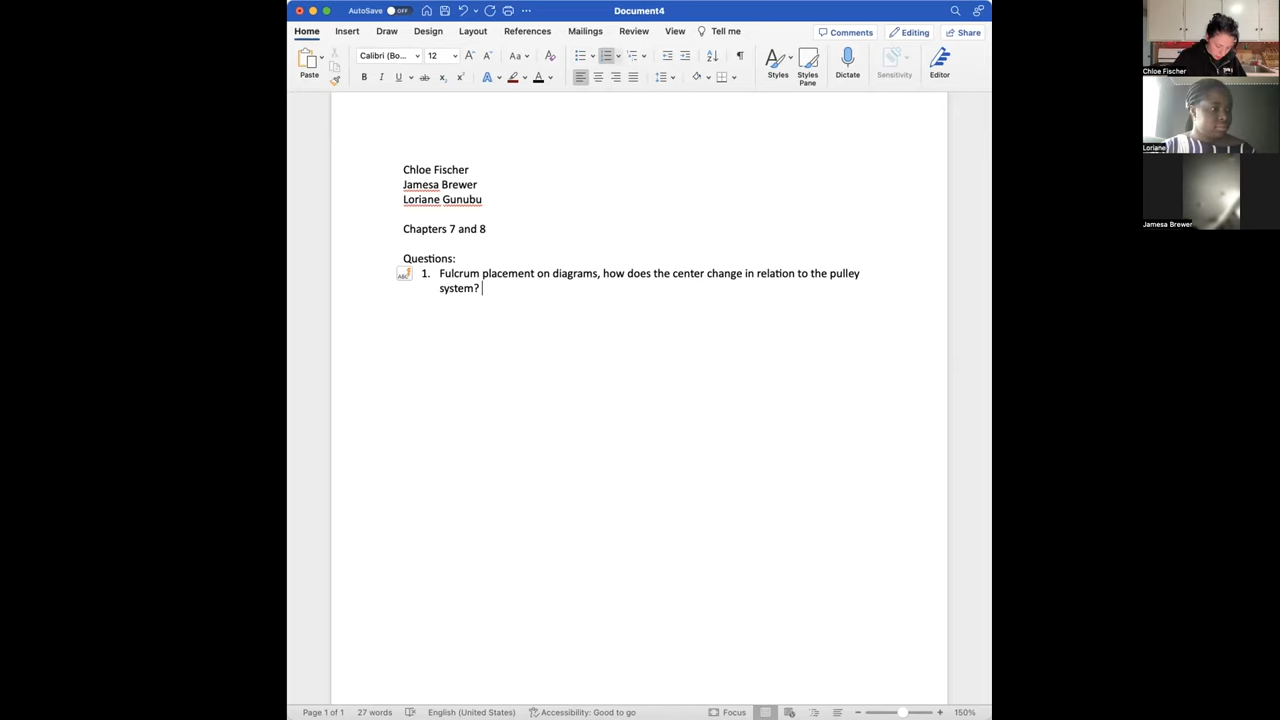 AutoSave OFF
Document4
Home Insert Draw Design Layout References Mailings Review View Tell me
Comments Editing Share
Paste
Calibri (Bo... 12
Styles
Styles Pane
Dictate
Sensitivity
Editor
Chloe Fischer
Jamesa Brewer
Loriane Gunubu
Chapters 7 and 8
Questions:
1. Fulcrum placement on diagrams, how does the center change in relation to the pulley
system?
Page 1 of 1 27 words English (United States) Accessibility: Good to go Focus 150%
Chloe Fischer
Loriane
Jamesa Brewer